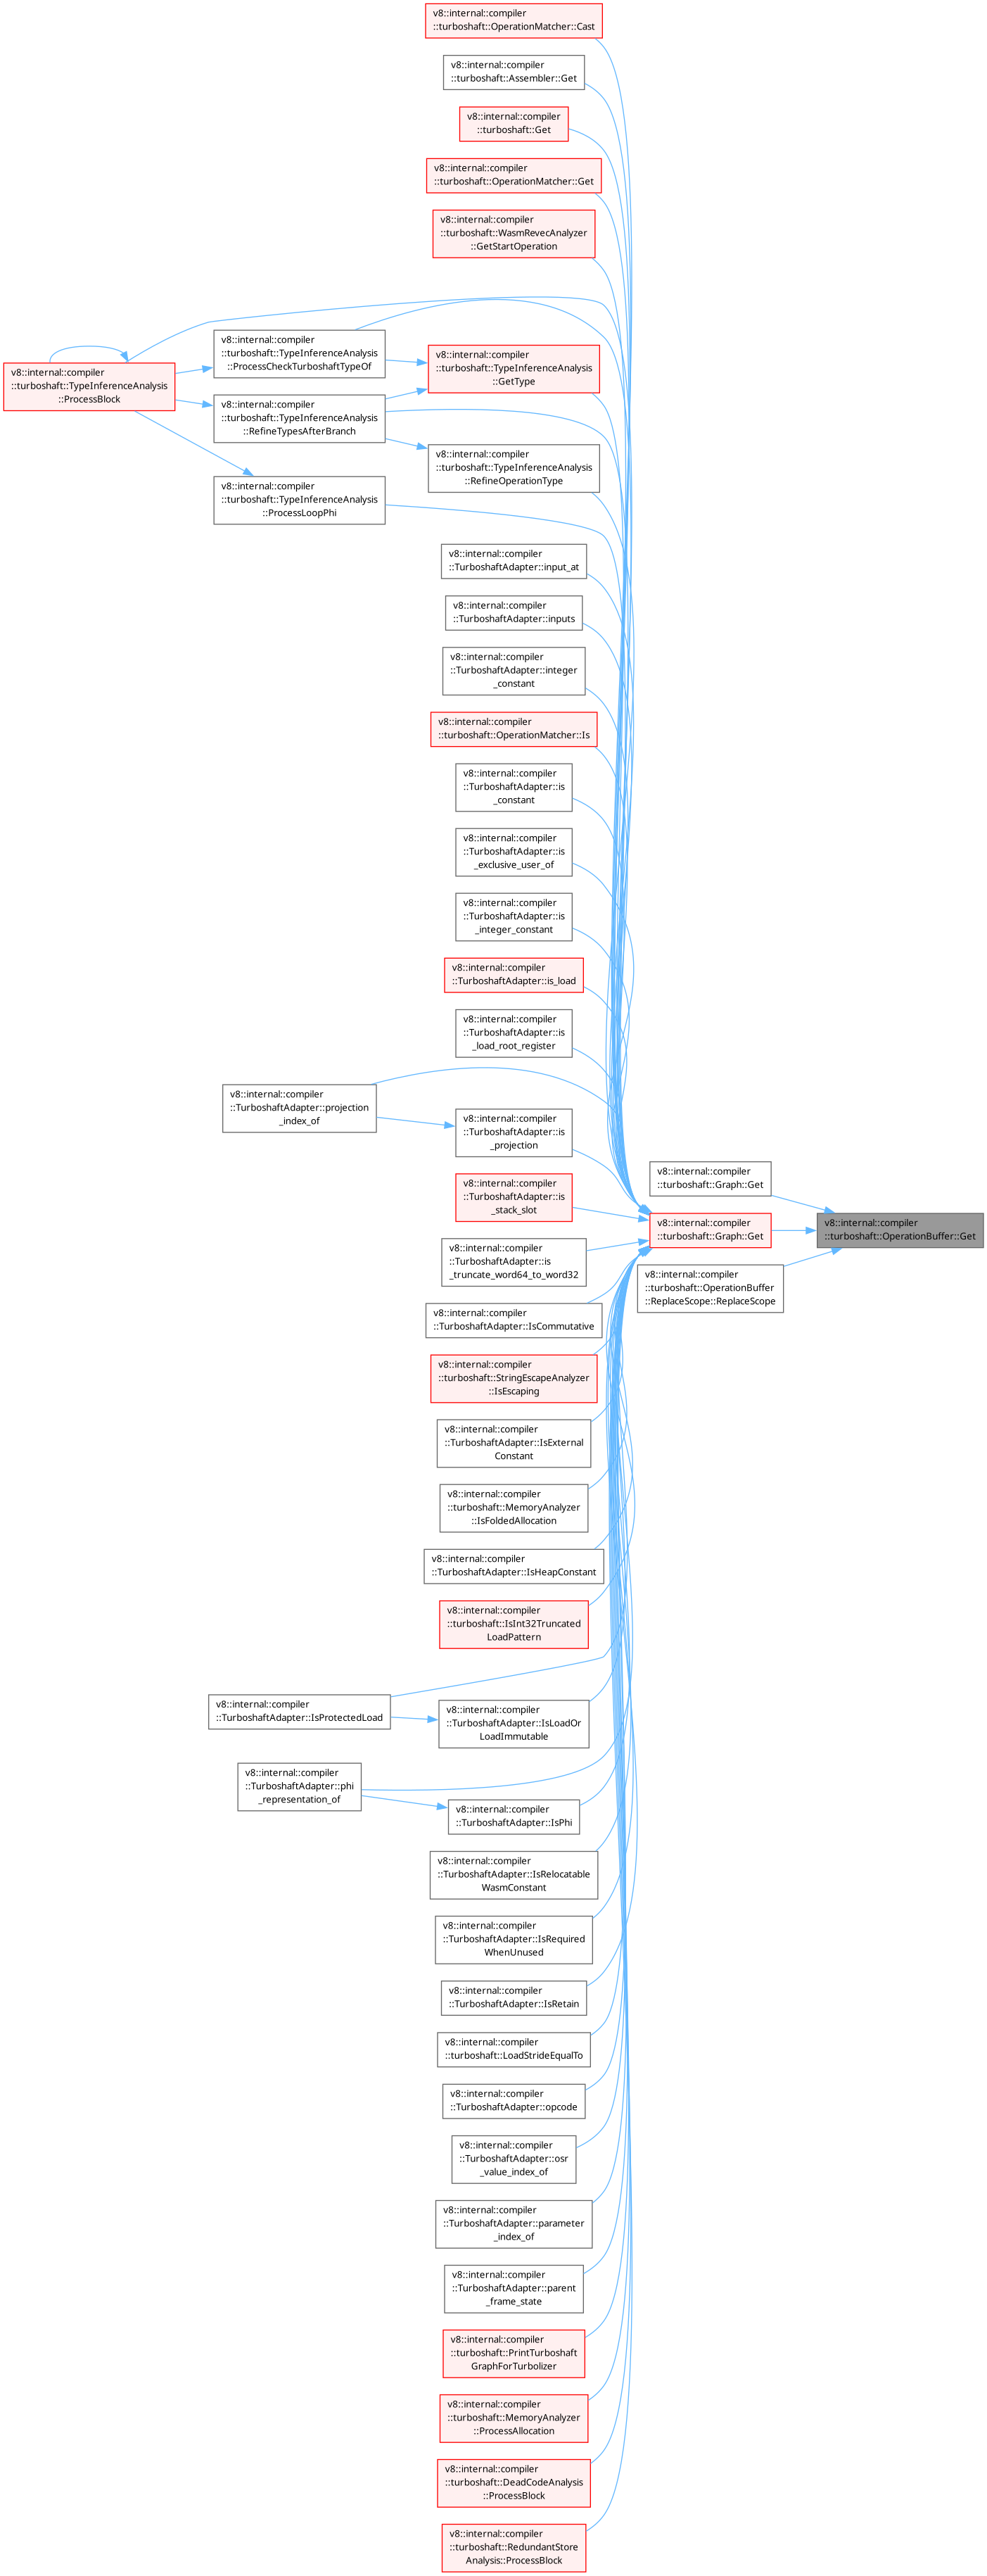 v8::internal::compiler
::turboshaft::OperationMatcher::Cast
v8::internal::compiler
::turboshaft::Assembler::Get
v8::internal::compiler
::turboshaft::Get
v8::internal::compiler
::turboshaft::OperationMatcher::Get
v8::internal::compiler
::turboshaft::WasmRevecAnalyzer
::GetStartOperation
v8::internal::compiler
::turboshaft::TypeInferenceAnalysis
::ProcessBlock
v8::internal::compiler
::turboshaft::TypeInferenceAnalysis
::ProcessCheckTurboshaftTypeOf
v8::internal::compiler
::turboshaft::TypeInferenceAnalysis
::GetType
v8::internal::compiler
::turboshaft::TypeInferenceAnalysis
::RefineTypesAfterBranch
v8::internal::compiler
::turboshaft::TypeInferenceAnalysis
::RefineOperationType
v8::internal::compiler
::turboshaft::TypeInferenceAnalysis
::ProcessLoopPhi
v8::internal::compiler
::TurboshaftAdapter::input_at
v8::internal::compiler
::TurboshaftAdapter::inputs
v8::internal::compiler
::TurboshaftAdapter::integer
_constant
v8::internal::compiler
::turboshaft::OperationMatcher::Is
v8::internal::compiler
::TurboshaftAdapter::is
_constant
v8::internal::compiler
::TurboshaftAdapter::is
_exclusive_user_of
v8::internal::compiler
::TurboshaftAdapter::is
_integer_constant
v8::internal::compiler
::TurboshaftAdapter::is_load
v8::internal::compiler
::TurboshaftAdapter::is
_load_root_register
v8::internal::compiler
::TurboshaftAdapter::projection
_index_of
v8::internal::compiler
::TurboshaftAdapter::is
_projection
v8::internal::compiler
::turboshaft::Graph::Get
v8::internal::compiler
::TurboshaftAdapter::is
_stack_slot
v8::internal::compiler
::turboshaft::Graph::Get
v8::internal::compiler
::turboshaft::OperationBuffer::Get
v8::internal::compiler
::TurboshaftAdapter::is
_truncate_word64_to_word32
v8::internal::compiler
::turboshaft::OperationBuffer
::ReplaceScope::ReplaceScope
v8::internal::compiler
::TurboshaftAdapter::IsCommutative
v8::internal::compiler
::turboshaft::StringEscapeAnalyzer
::IsEscaping
v8::internal::compiler
::TurboshaftAdapter::IsExternal
Constant
v8::internal::compiler
::turboshaft::MemoryAnalyzer
::IsFoldedAllocation
v8::internal::compiler
::TurboshaftAdapter::IsHeapConstant
v8::internal::compiler
::turboshaft::IsInt32Truncated
LoadPattern
v8::internal::compiler
::TurboshaftAdapter::IsProtectedLoad
v8::internal::compiler
::TurboshaftAdapter::IsLoadOr
LoadImmutable
v8::internal::compiler
::TurboshaftAdapter::phi
_representation_of
v8::internal::compiler
::TurboshaftAdapter::IsPhi
v8::internal::compiler
::TurboshaftAdapter::IsRelocatable
WasmConstant
v8::internal::compiler
::TurboshaftAdapter::IsRequired
WhenUnused
v8::internal::compiler
::TurboshaftAdapter::IsRetain
v8::internal::compiler
::turboshaft::LoadStrideEqualTo
v8::internal::compiler
::TurboshaftAdapter::opcode
v8::internal::compiler
::TurboshaftAdapter::osr
_value_index_of
v8::internal::compiler
::TurboshaftAdapter::parameter
_index_of
v8::internal::compiler
::TurboshaftAdapter::parent
_frame_state
v8::internal::compiler
::turboshaft::PrintTurboshaft
GraphForTurbolizer
v8::internal::compiler
::turboshaft::MemoryAnalyzer
::ProcessAllocation
v8::internal::compiler
::turboshaft::DeadCodeAnalysis
::ProcessBlock
v8::internal::compiler
::turboshaft::RedundantStore
Analysis::ProcessBlock